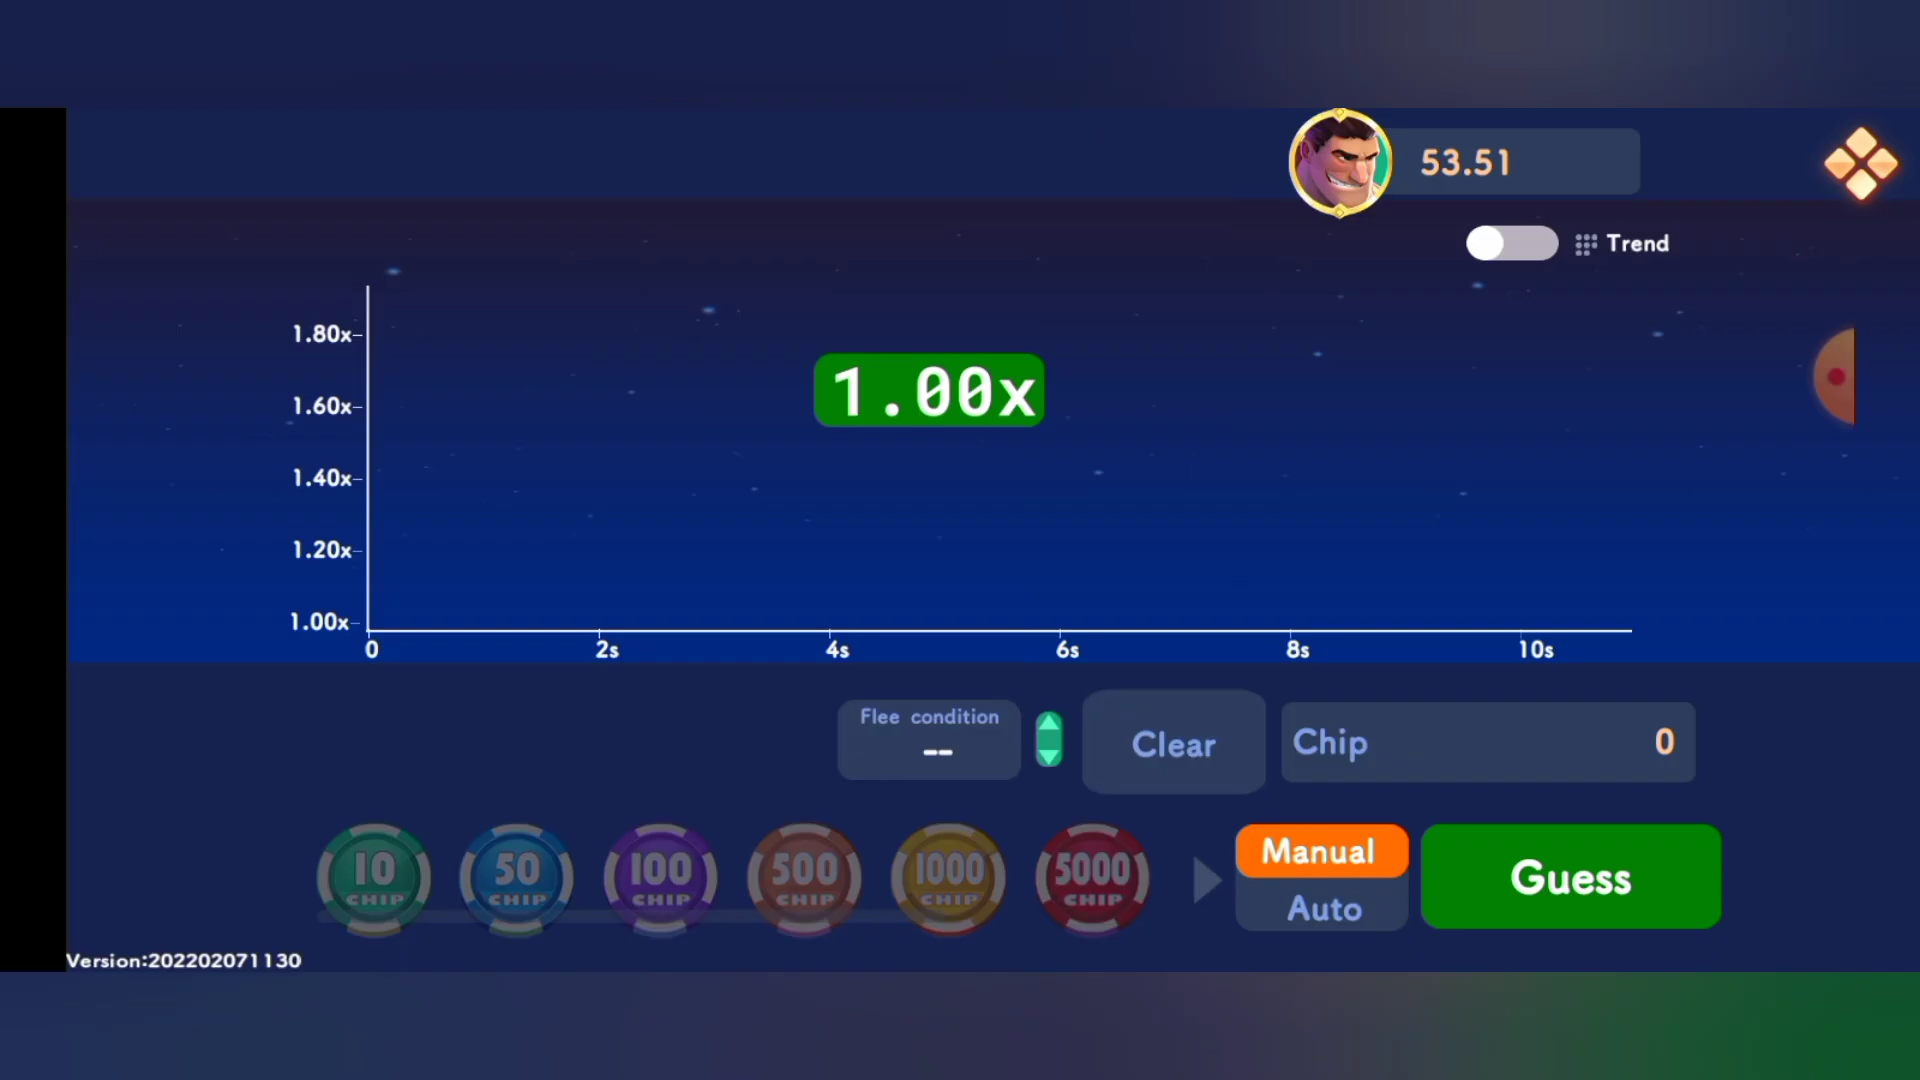 53.51
Trend
1.80x
1.00x
1.60x
1.40x
1.20x
1.00x
0 2s 4s 6s 8s 10s
Flee condition
--
Clear
Chip 0
10 CHIP
50 CHIP
100 CHIP
500 CHIP
1000 CHIP
5000 CHIP
Manual
Auto
Guess
Version:202202071130